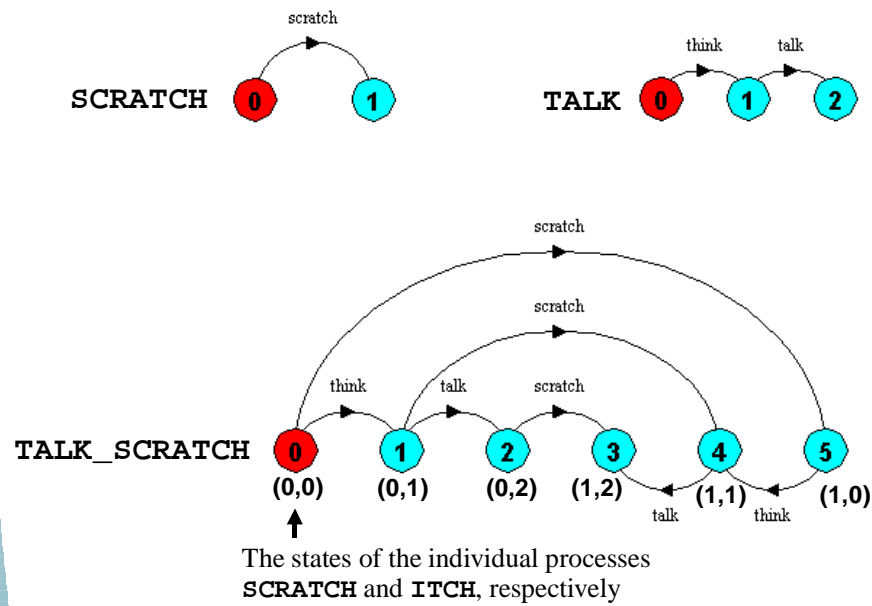 scratch
SCRATCH 0 1
think talk
TALK 0 1 2
scratch
scratch
think talk scratch
TALK_SCRATCH 0 1 2 3 4 5
(0,0) (0,1) (0,2) (1,2) (1,1) (1,0)
talk think
The states of the individual processes
SCRATCH and ITCH, respectively